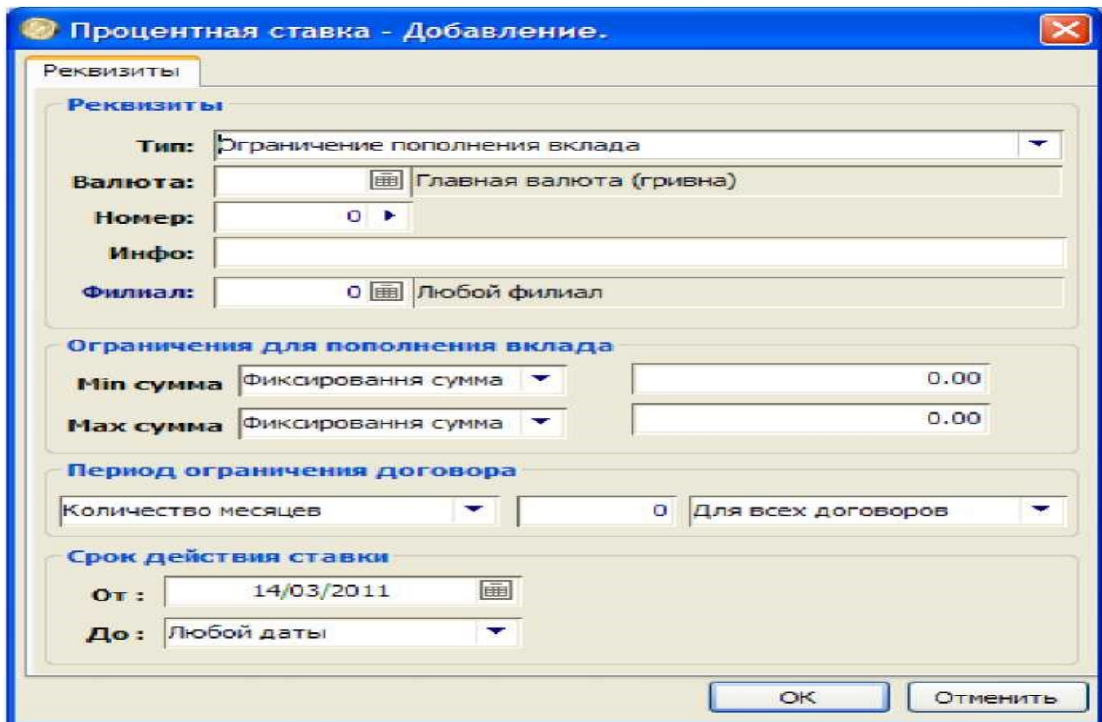 Процентная ставка - Добавление.
Реквизиты
Реквизиты
Тип: Ограничение пополнения вклада
Валюта: Главная валюта (гривна)
Номер: 0
Инфо:
Филиал: 0 Любой филиал
Ограничения для пополнения вклада
Min сумма Фиксировання сумма 0.00
Max сумма Фиксировання сумма 0.00
Период ограничения договора
Количество месяцев 0 Для всех договоров
Срок действия ставки
От : 14/03/2011
До : Любой даты
OK Отменить